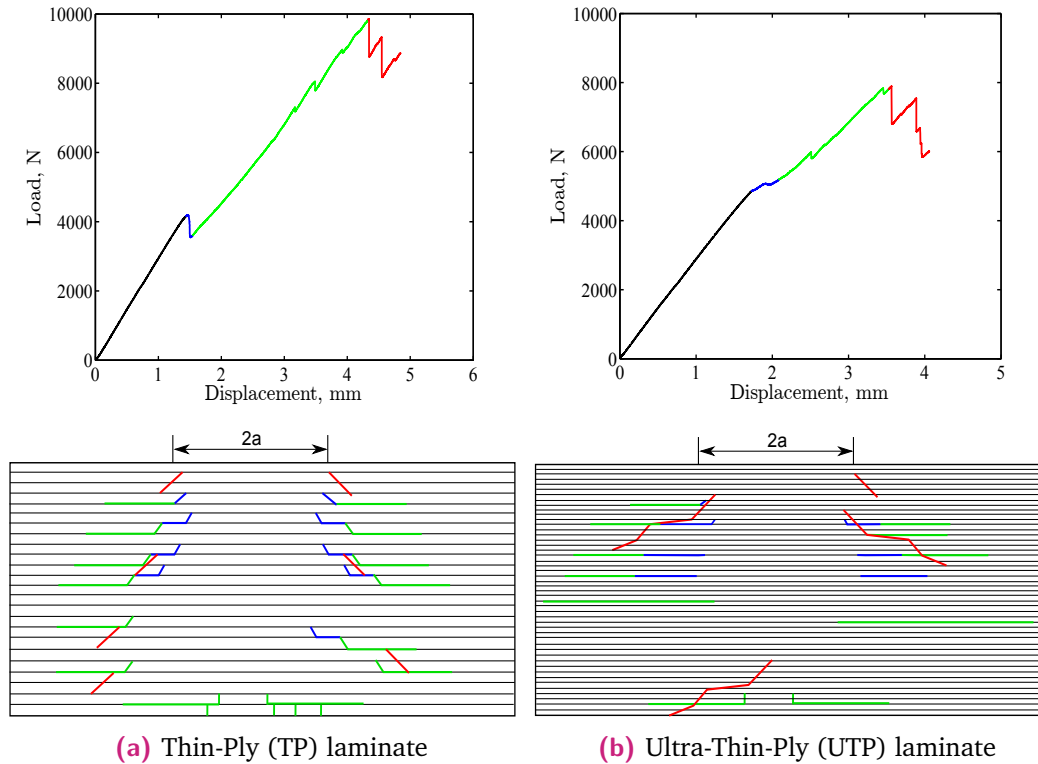 10000
8000
6000
4000
2000
0
Load, N
0 1 2 3 4 5 6
Displacement, mm
10000
8000
6000
4000
2000
0
Load, N
0 1 2 3 4 5
Displacement, mm
2a
2a
(a) Thin-Ply (TP) laminate
(b) Ultra-Thin-Ply (UTP) laminate